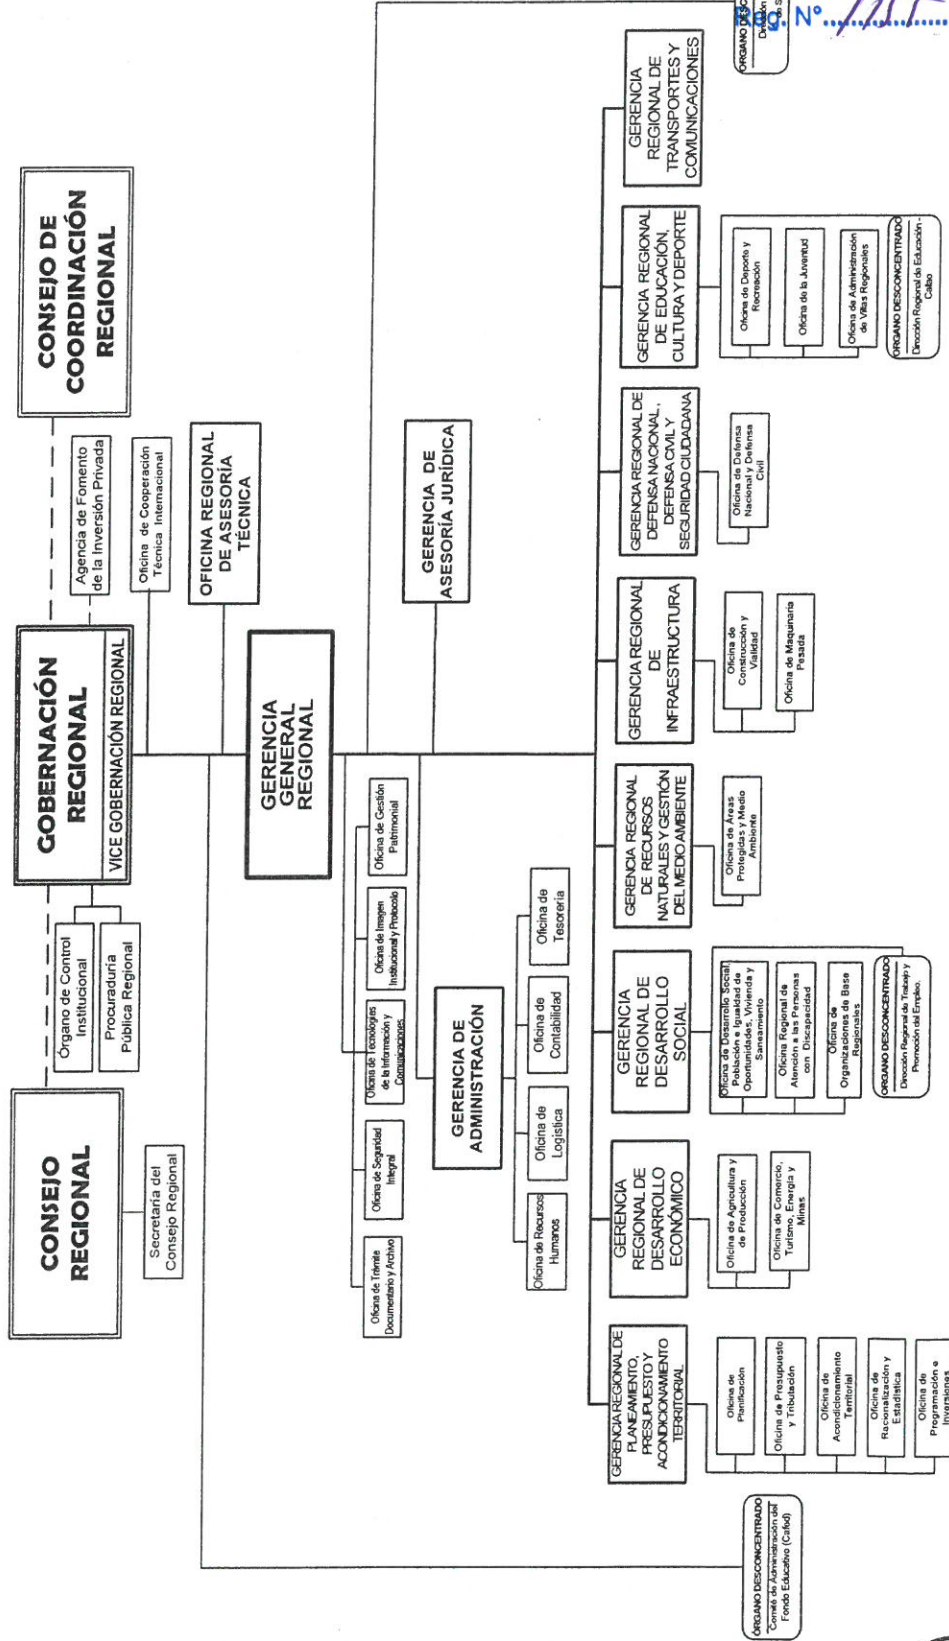 CONSEJO
REGIONAL
Secretaría del
Consejo Regional
GOBERNACIÓN
REGIONAL
VICE GOBERNACIÓN REGIONAL
CONSEJO DE
COORDINACIÓN
REGIONAL
Órgano de Control
Institucional
Procuraduría
Pública Regional
Agencia de Fomento
de la Inversión Privada
Oficina de Cooperación
Técnica Internacional
OFICINA REGIONAL
DE ASESORÍA
TÉCNICA
GERENCIA
GENERAL
REGIONAL
Oficina de Trámite
Documentario y Archivo
Oficina de Seguridad
Integral
Oficina de Tecnologías
de la Información y
Comunicaciones
Oficina de Imagen
Institucional y Protocolo
Oficina de Gestión
Patrimonial
GERENCIA DE
ASESORÍA JURÍDICA
GERENCIA DE
ADMINISTRACIÓN
Oficina de Recursos
Humanos
Oficina de
Logística
Oficina de
Contabilidad
Oficina de
Tesorería
GERENCIA REGIONAL DE
PLANEAMIENTO,
PRESUPUESTO Y
ACONDICIONAMIENTO
TERRITORIAL
Oficina de
Planificación
Oficina de Presupuesto
y Tributación
Oficina de
Acondicionamiento
Territorial
Oficina de
Racionalización y
Estadística
Oficina de
Programación e
Inversiones
GERENCIA
REGIONAL DE
DESARROLLO
ECONÓMICO
Oficina de Agricultura y
de Producción
Oficina de Comercio,
Turismo, Energía y
Minas
GERENCIA
REGIONAL DE
DESARROLLO
SOCIAL
Oficina de Desarrollo Social,
Población e Igualdad de
Oportunidades, Vivienda y
Saneamiento
Oficina Regional de
Atención a las Personas
con Discapacidad
Oficina de
Organizaciones de Base
Regionales
ORGANO DESCONCENTRADO
Dirección Regional de Trabajo y
Promoción del Empleo.
GERENCIA REGIONAL
DE RECURSOS
NATURALES Y GESTIÓN
DEL MEDIO AMBIENTE
Oficina de Áreas
Protegidas y Medio
Ambiente
GERENCIA REGIONAL
DE
INFRAESTRUCTURA
Oficina de
Construcción y
Vialidad
Oficina de Maquinaria
Pesada
GERENCIA REGIONAL DE
DEFENSA NACIONAL,
DEFENSA CIVIL Y
SEGURIDAD CIUDADANA
Oficina de Defensa
Nacional y Defensa
Civil
GERENCIA REGIONAL
DE EDUCACIÓN,
CULTURA Y DEPORTE
Oficina de Deporte y
Recreación
Oficina de la Juventud
Oficina de Administración
de Villas Regionales
ORGANO DESCONCENTRADO
Dirección Regional de Educación -
Callao
GERENCIA
REGIONAL DE
TRANSPORTES Y
COMUNICACIONES
ÓRGANO DESCONCENTRADO
Comité de Administración del
Fondo Educativo (Cafed)
Reg. N°